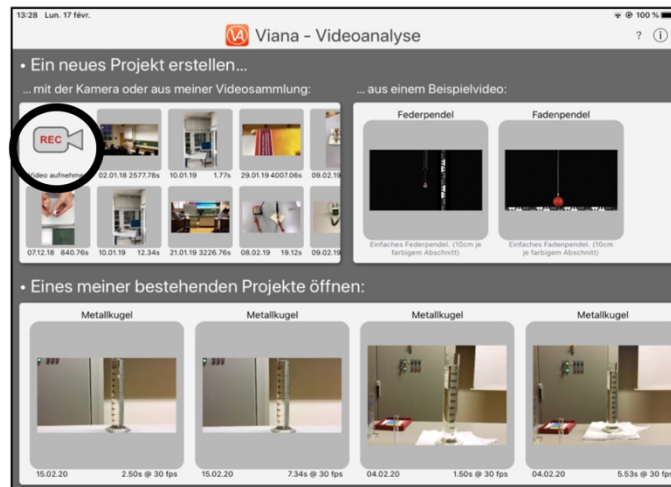 13:28 Lun. 17 févr. 100 %
VA Viana - Videoanalyse ? i
• Ein neues Projekt erstellen...
... mit der Kamera oder aus meiner Videosammlung: ... aus einem Beispielvideo:
Federpendel Fadenpendel
REC
Video aufnehmen 02.01.18 2577.78s 10.01.19 1.77s 29.01.19 4007.06s 09.02.19
07.12.18 840.76s 10.01.19 12.34s 21.01.19 3226.76s 08.02.19 19.12s 09.02.19
Einfaches Federpendel. (10cm je farbigem Abschnitt) Einfaches Fadenpendel. (10cm je farbigem Abschnitt)
• Eines meiner bestehenden Projekte öffnen:
Metallkugel Metallkugel Metallkugel Metallkugel
15.02.20 2.50s @ 30 fps 15.02.20 7.34s @ 30 fps 04.02.20 1.50s @ 30 fps 04.02.20 5.53s @ 30 fps